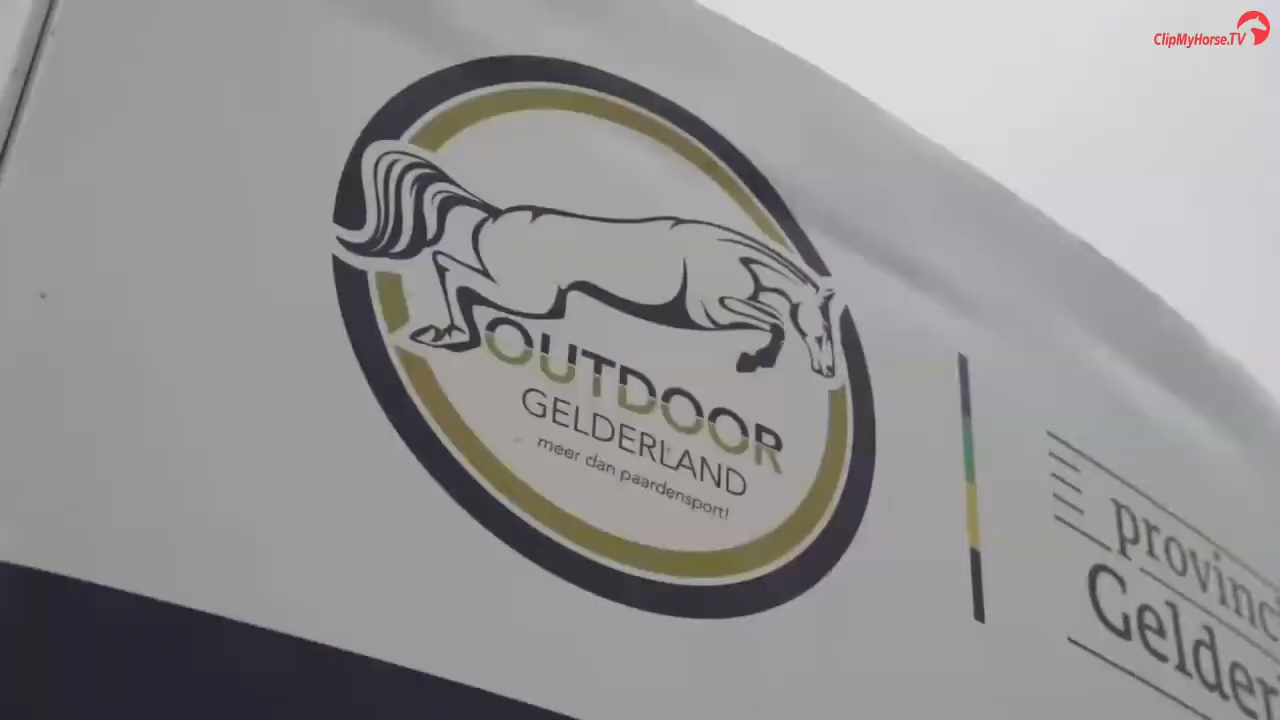 ClipMyHorse.TV
OUTDOOR
GELDERLAND
meer dan paardensport!
provinc
Gelder